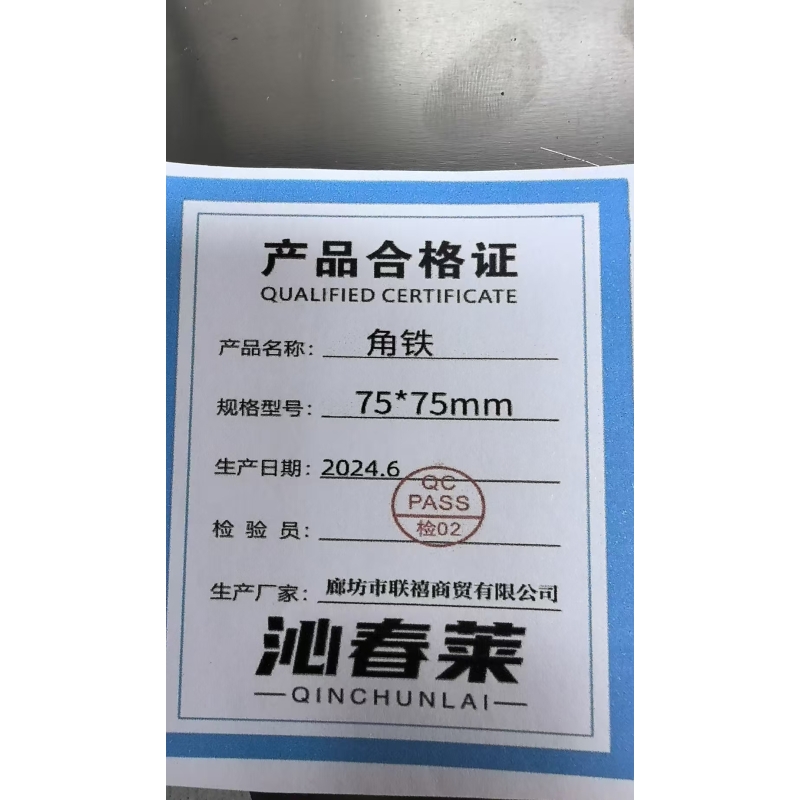 产品合格证
QUALIFIED CERTIFICATE
产品名称： 角铁
规格型号： 75*75mm
生产日期：2024.6
QC
PASS
检02
检 验 员：
生产厂家： 廊坊市联禧商贸有限公司
沁春莱
QINCHUNLAI